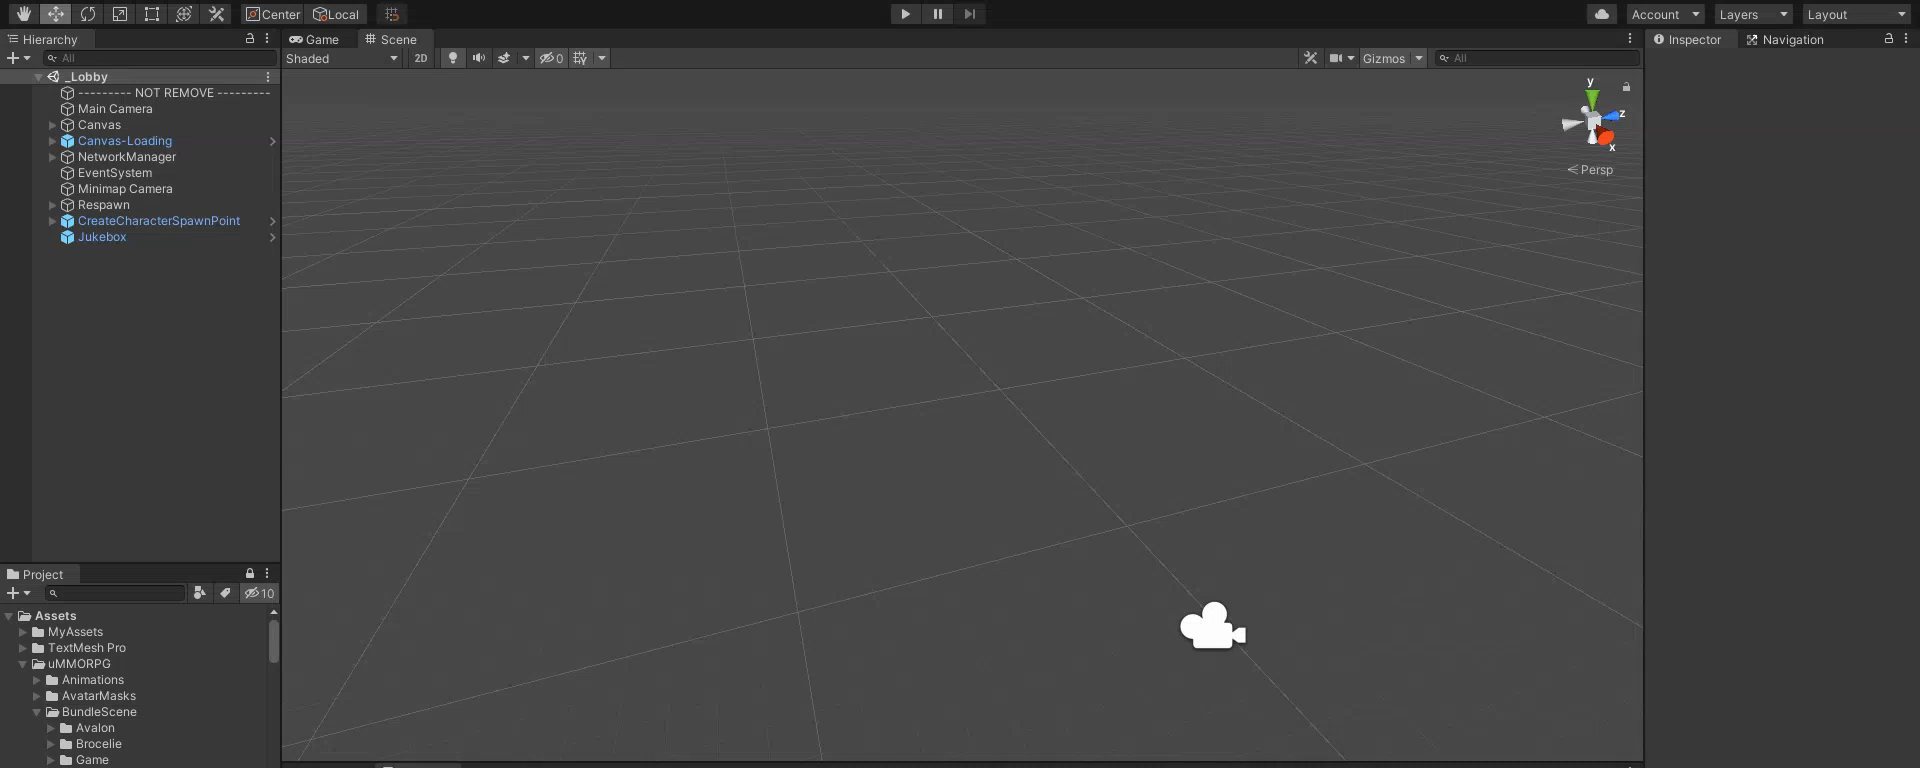 Center Local Account Layers Layout
Hierarchy
All
_Lobby
--------- NOT REMOVE ---------
Main Camera
Canvas
Canvas-Loading
NetworkManager
EventSystem
Minimap Camera
Respawn
CreateCharacterSpawnPoint
Jukebox
Game Scene
Shaded 2D 0 Gizmos All
y
z
x
Persp
Inspector Navigation
Project
10
Assets
MyAssets
TextMesh Pro
uMMORPG
Animations
AvatarMasks
BundleScene
Avalon
Brocelie
Game